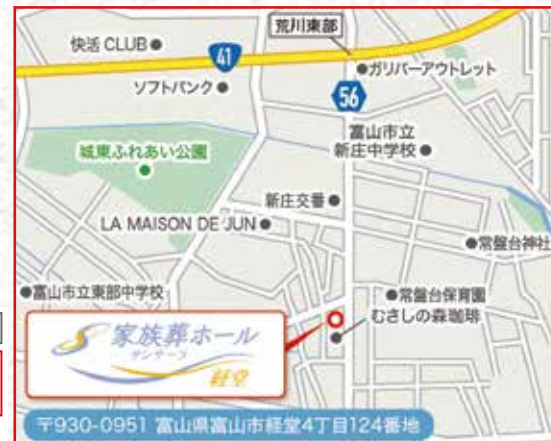 荒川東部
快活CLUB
41
ガリバーアウトレット
ソフトバンク
56
富山市立
新庄中学校
城東ふれあい公園
新庄交番
LA MAISON DE JUN
常盤台神社
富山市立東部中学校
常盤台保育園
むさしの森珈琲
家族葬ホール
サンサーラ
経堂
〒930-0951 富山県富山市経堂4丁目124番地